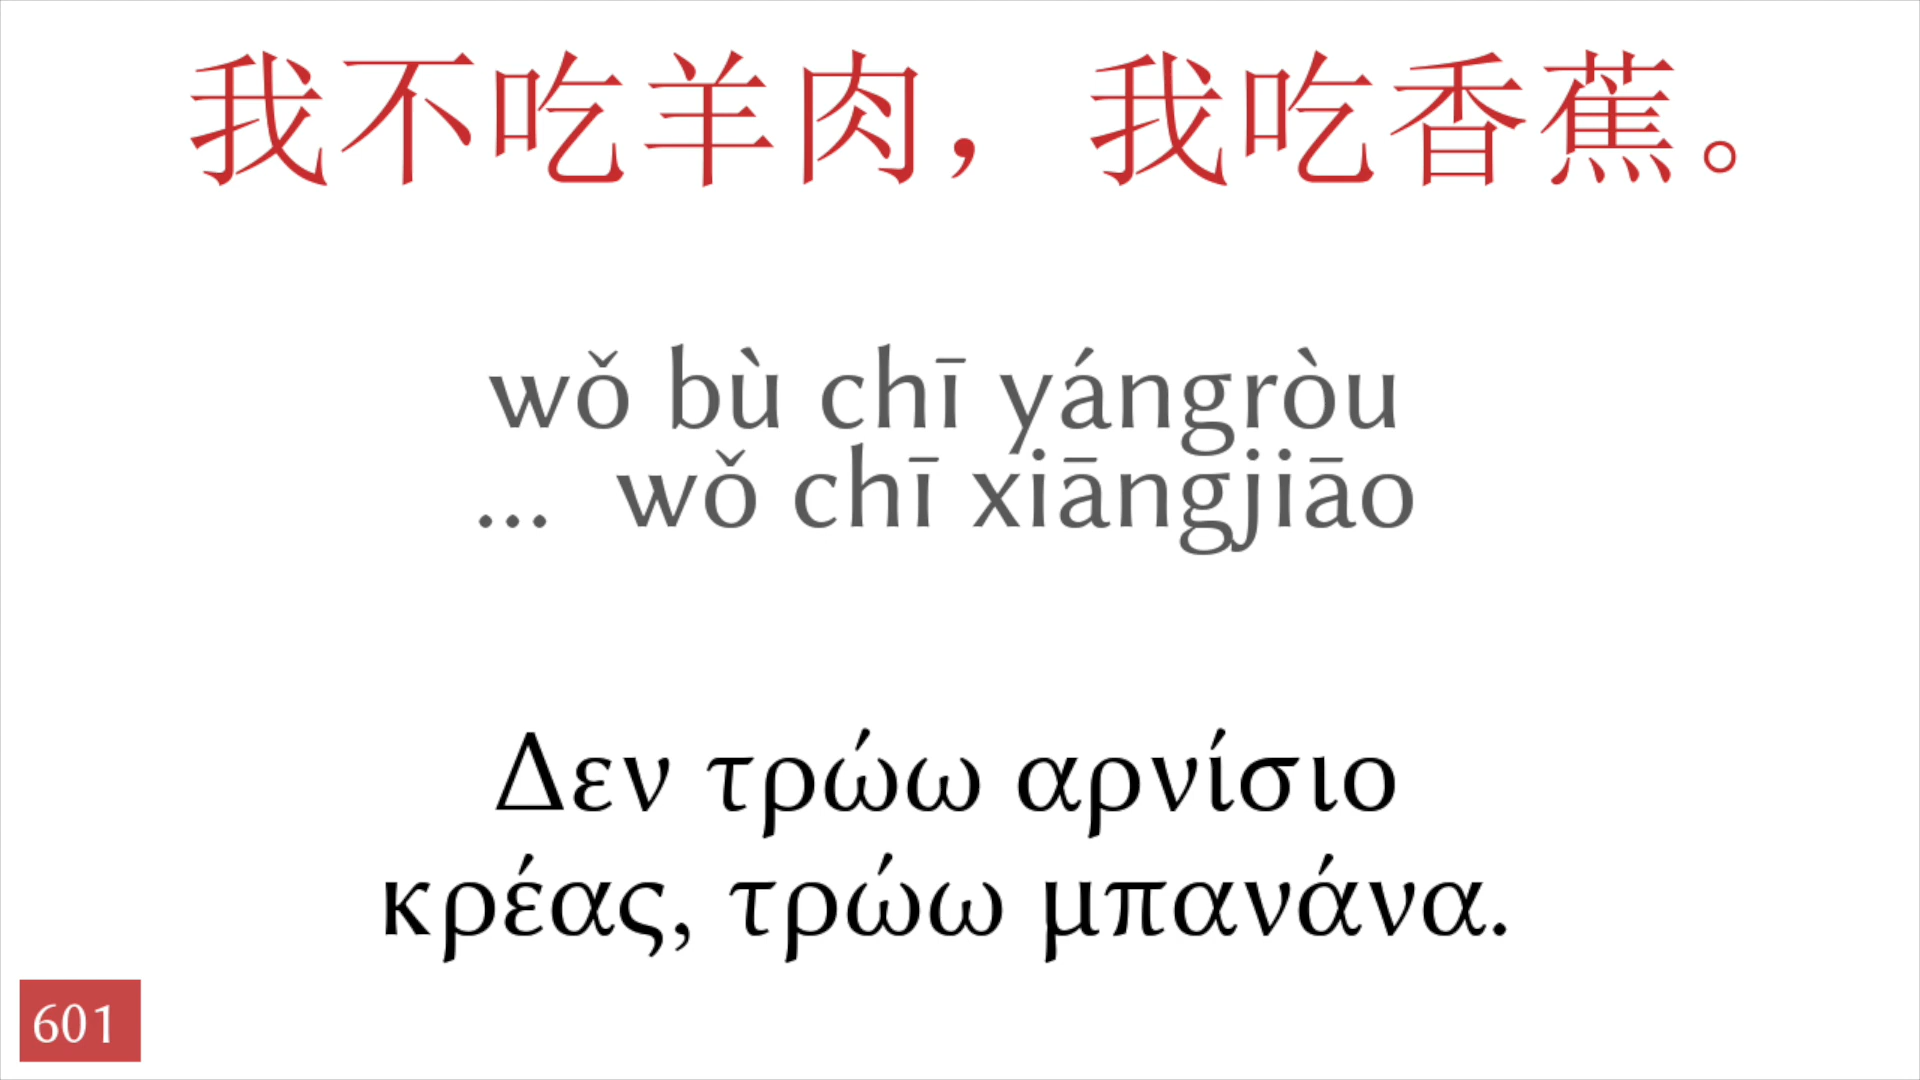 我不吃羊肉，我吃香蕉。
wǒ bù chī yángròu
... wǒ chī xiāngjiāo
Δεν τρώω αρνίσιο
κρέας, τρώω μπανάνα.
601